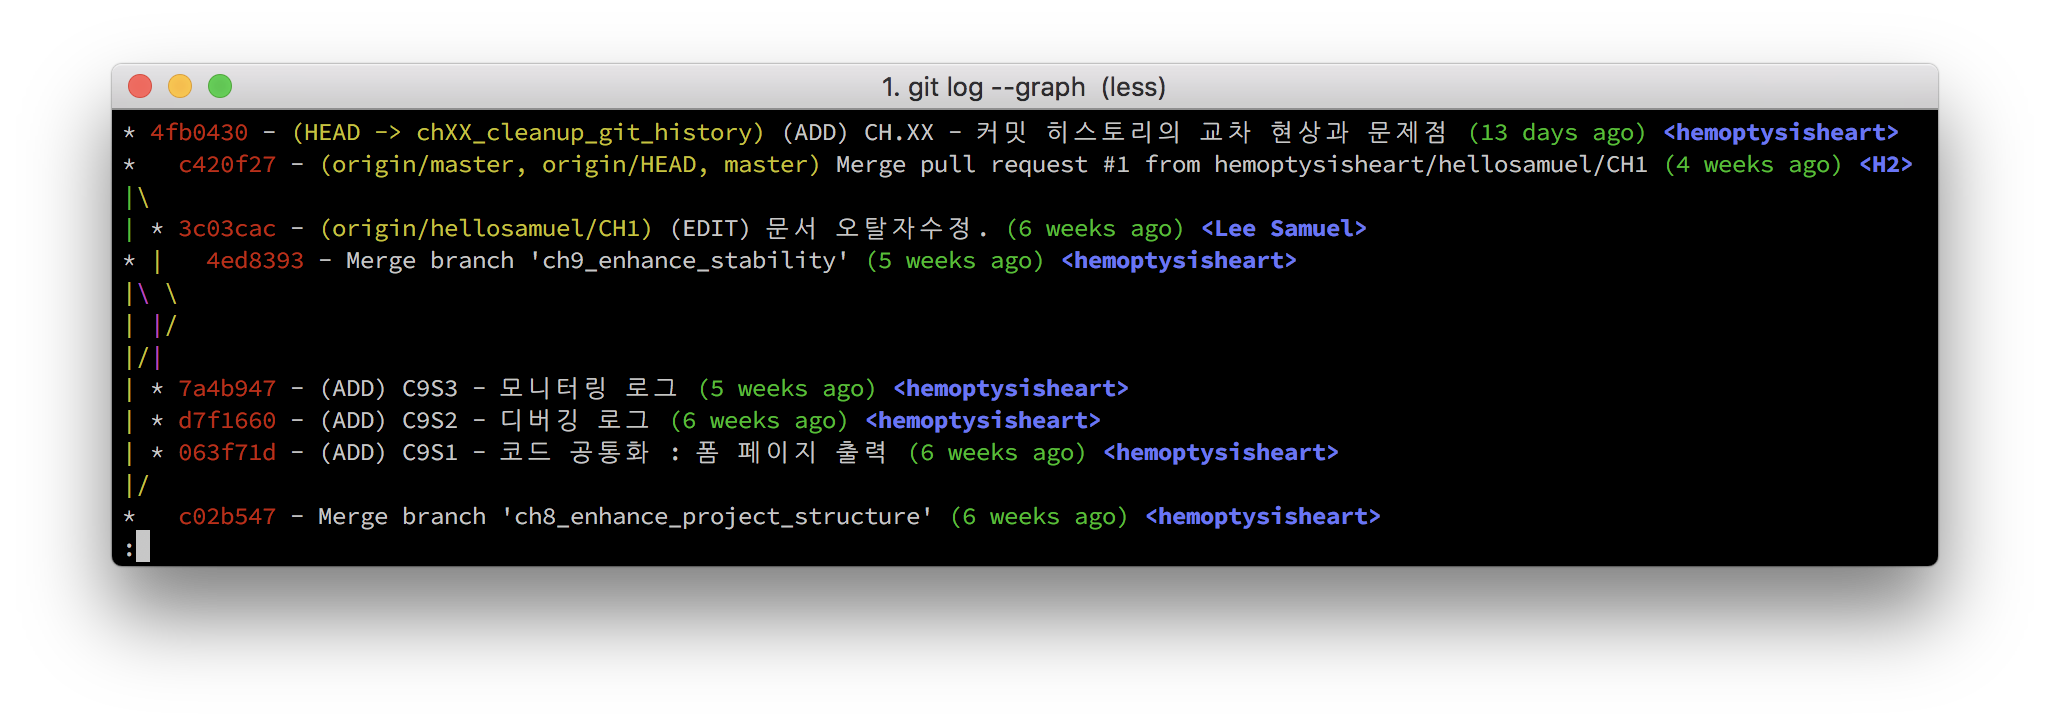 1. git log --graph (less)
* 4fb0430 - (HEAD -> chXX_cleanup_git_history) (ADD) CH.XX - 커밋 히스토리의 교차 현상과 문제점 (13 days ago) <hemoptysisheart>
*   c420f27 - (origin/master, origin/HEAD, master) Merge pull request #1 from hemoptysisheart/hellosamuel/CH1 (4 weeks ago) <H2>
|\
| * 3c03cac - (origin/hellosamuel/CH1) (EDIT) 문서 오탈자수정. (6 weeks ago) <Lee Samuel>
* |   4ed8393 - Merge branch 'ch9_enhance_stability' (5 weeks ago) <hemoptysisheart>
|\ \
| |/
|/|
| * 7a4b947 - (ADD) C9S3 - 모니터링 로그 (5 weeks ago) <hemoptysisheart>
| * d7f1660 - (ADD) C9S2 - 디버깅 로그 (6 weeks ago) <hemoptysisheart>
| * 063f71d - (ADD) C9S1 - 코드 공통화 : 폼 페이지 출력 (6 weeks ago) <hemoptysisheart>
|/
*   c02b547 - Merge branch 'ch8_enhance_project_structure' (6 weeks ago) <hemoptysisheart>
: